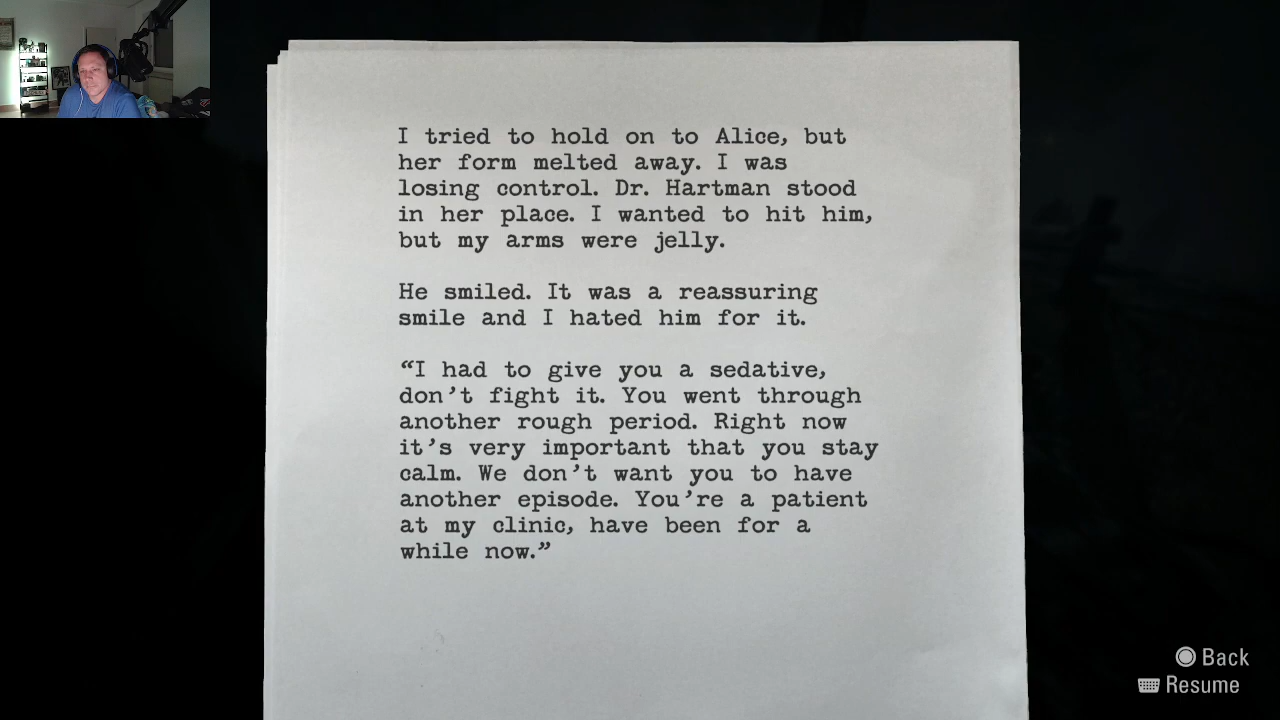 I tried to hold on to Alice, but
her form melted away. I was
losing control. Dr. Hartman stood
in her place. I wanted to hit him,
but my arms were jelly.
He smiled. It was a reassuring
smile and I hated him for it.
“I had to give you a sedative,
don’t fight it. You went through
another rough period. Right now
it’s very important that you stay
calm. We don’t want you to have
another episode. You’re a patient
at my clinic, have been for a
while now.”
Back
Resume